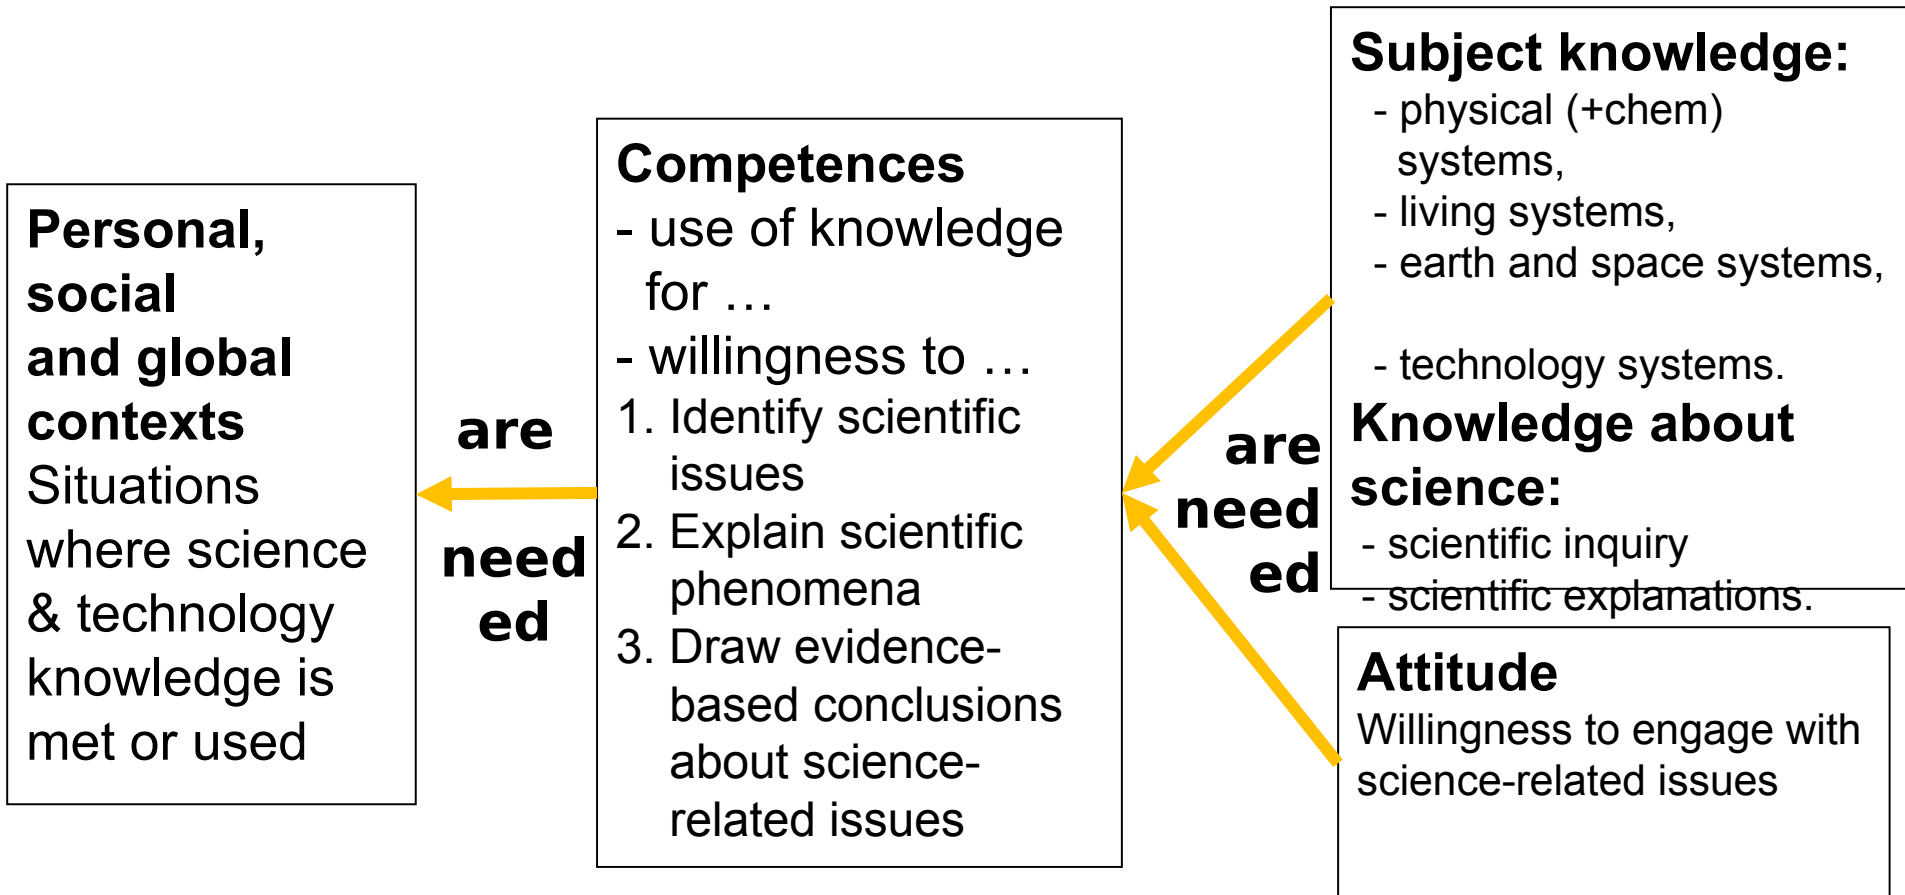 Personal,
social
and global
contexts
Situations
where science
& technology
knowledge is
met or used
are
need
ed
Competences
- use of knowledge
for …
- willingness to …
1. Identify scientific
issues
2. Explain scientific
phenomena
3. Draw evidence-
based conclusions
about science-
related issues
are
need
ed
Subject knowledge:
- physical (+chem)
systems,
- living systems,
- earth and space systems,
- technology systems.
Knowledge about
science:
- scientific inquiry
- scientific explanations.
Attitude
Willingness to engage with
science-related issues